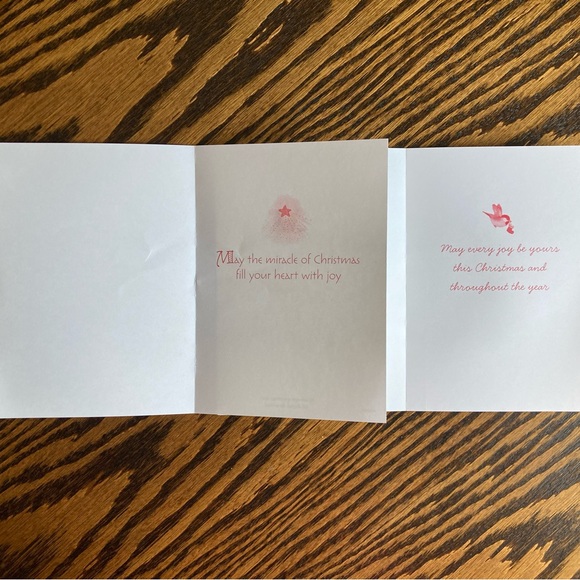 May the miracle of Christmas
fill your heart with joy
May every joy be yours
this Christmas and
throughout the year